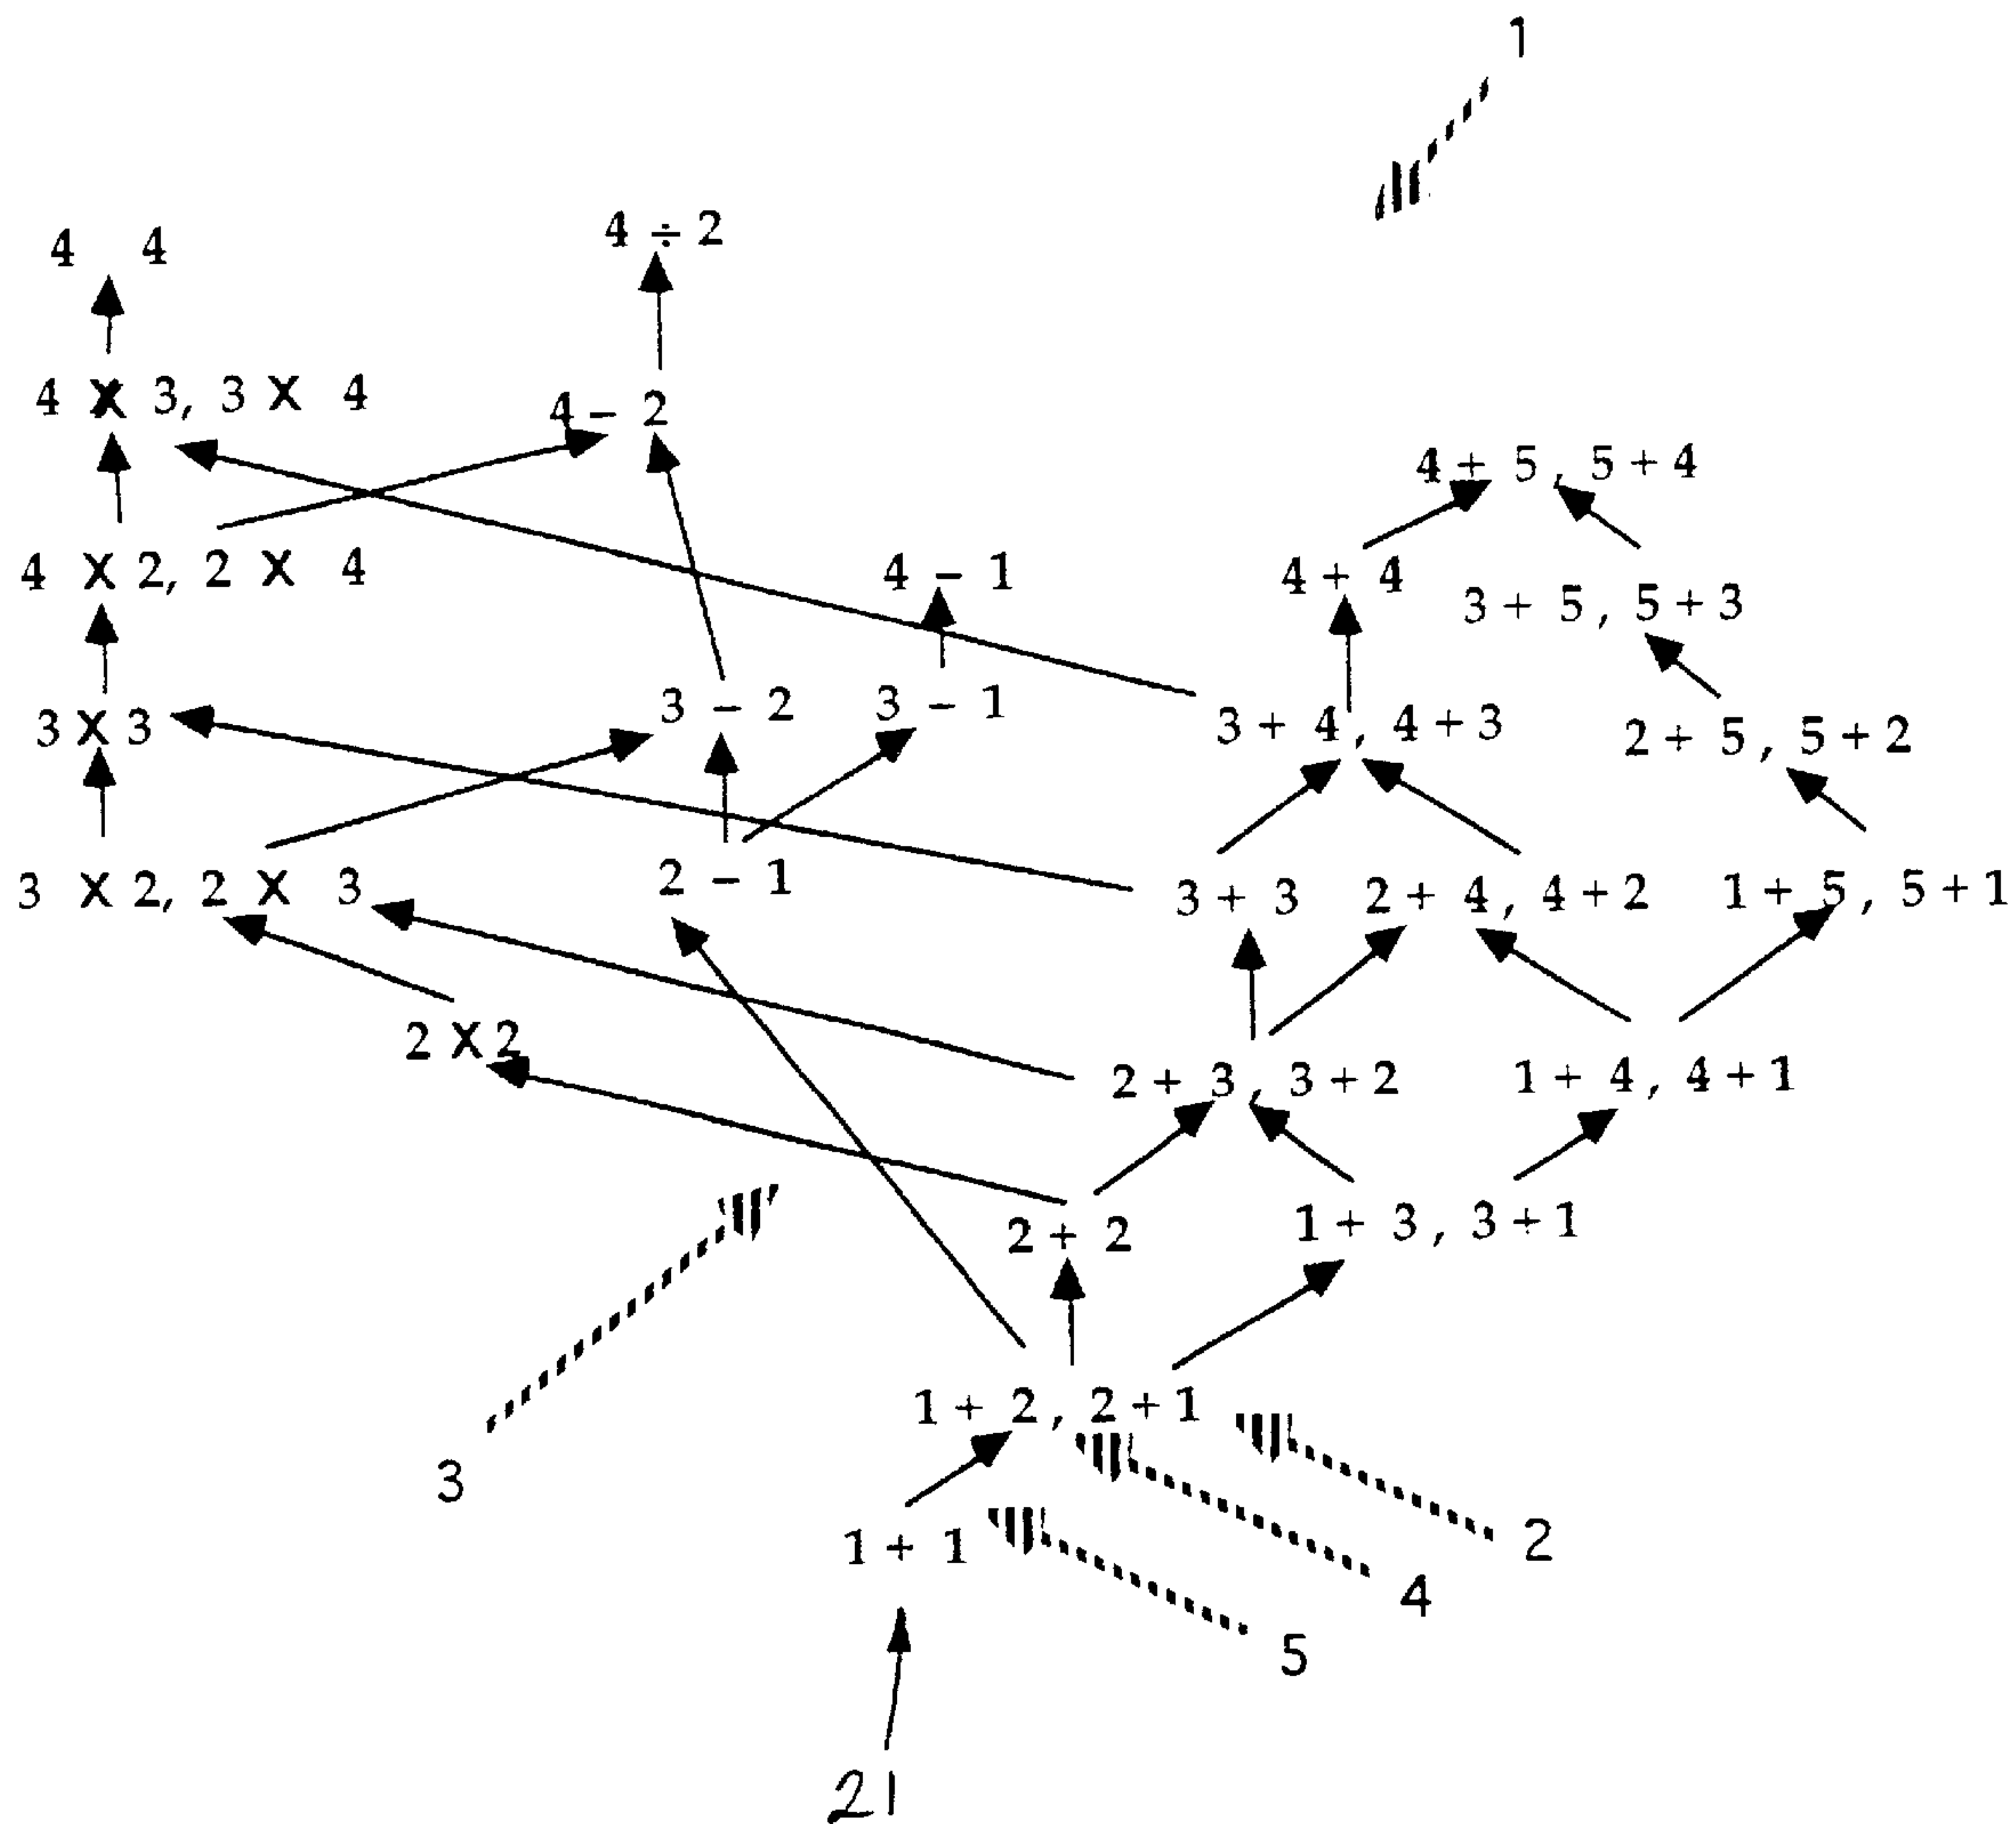 1
4 ÷ 2
4 4
4 X 3, 3 X 4
4 – 2
4 + 5, 5 + 4
4 X 2, 2 X 4
4 – 1
4 + 4
3 + 5, 5 + 3
3 X 3
3 – 2
3 – 1
3 + 4, 4 + 3
2 + 5, 5 + 2
3 X 2, 2 X 3
2 – 1
3 + 3
2 + 4, 4 + 2
1 + 5, 5 + 1
2 X 2
2 + 3, 3 + 2
1 + 4, 4 + 1
2 + 2
1 + 3, 3 + 1
1 + 2, 2 + 1
3
1 + 1
2
4
5
21